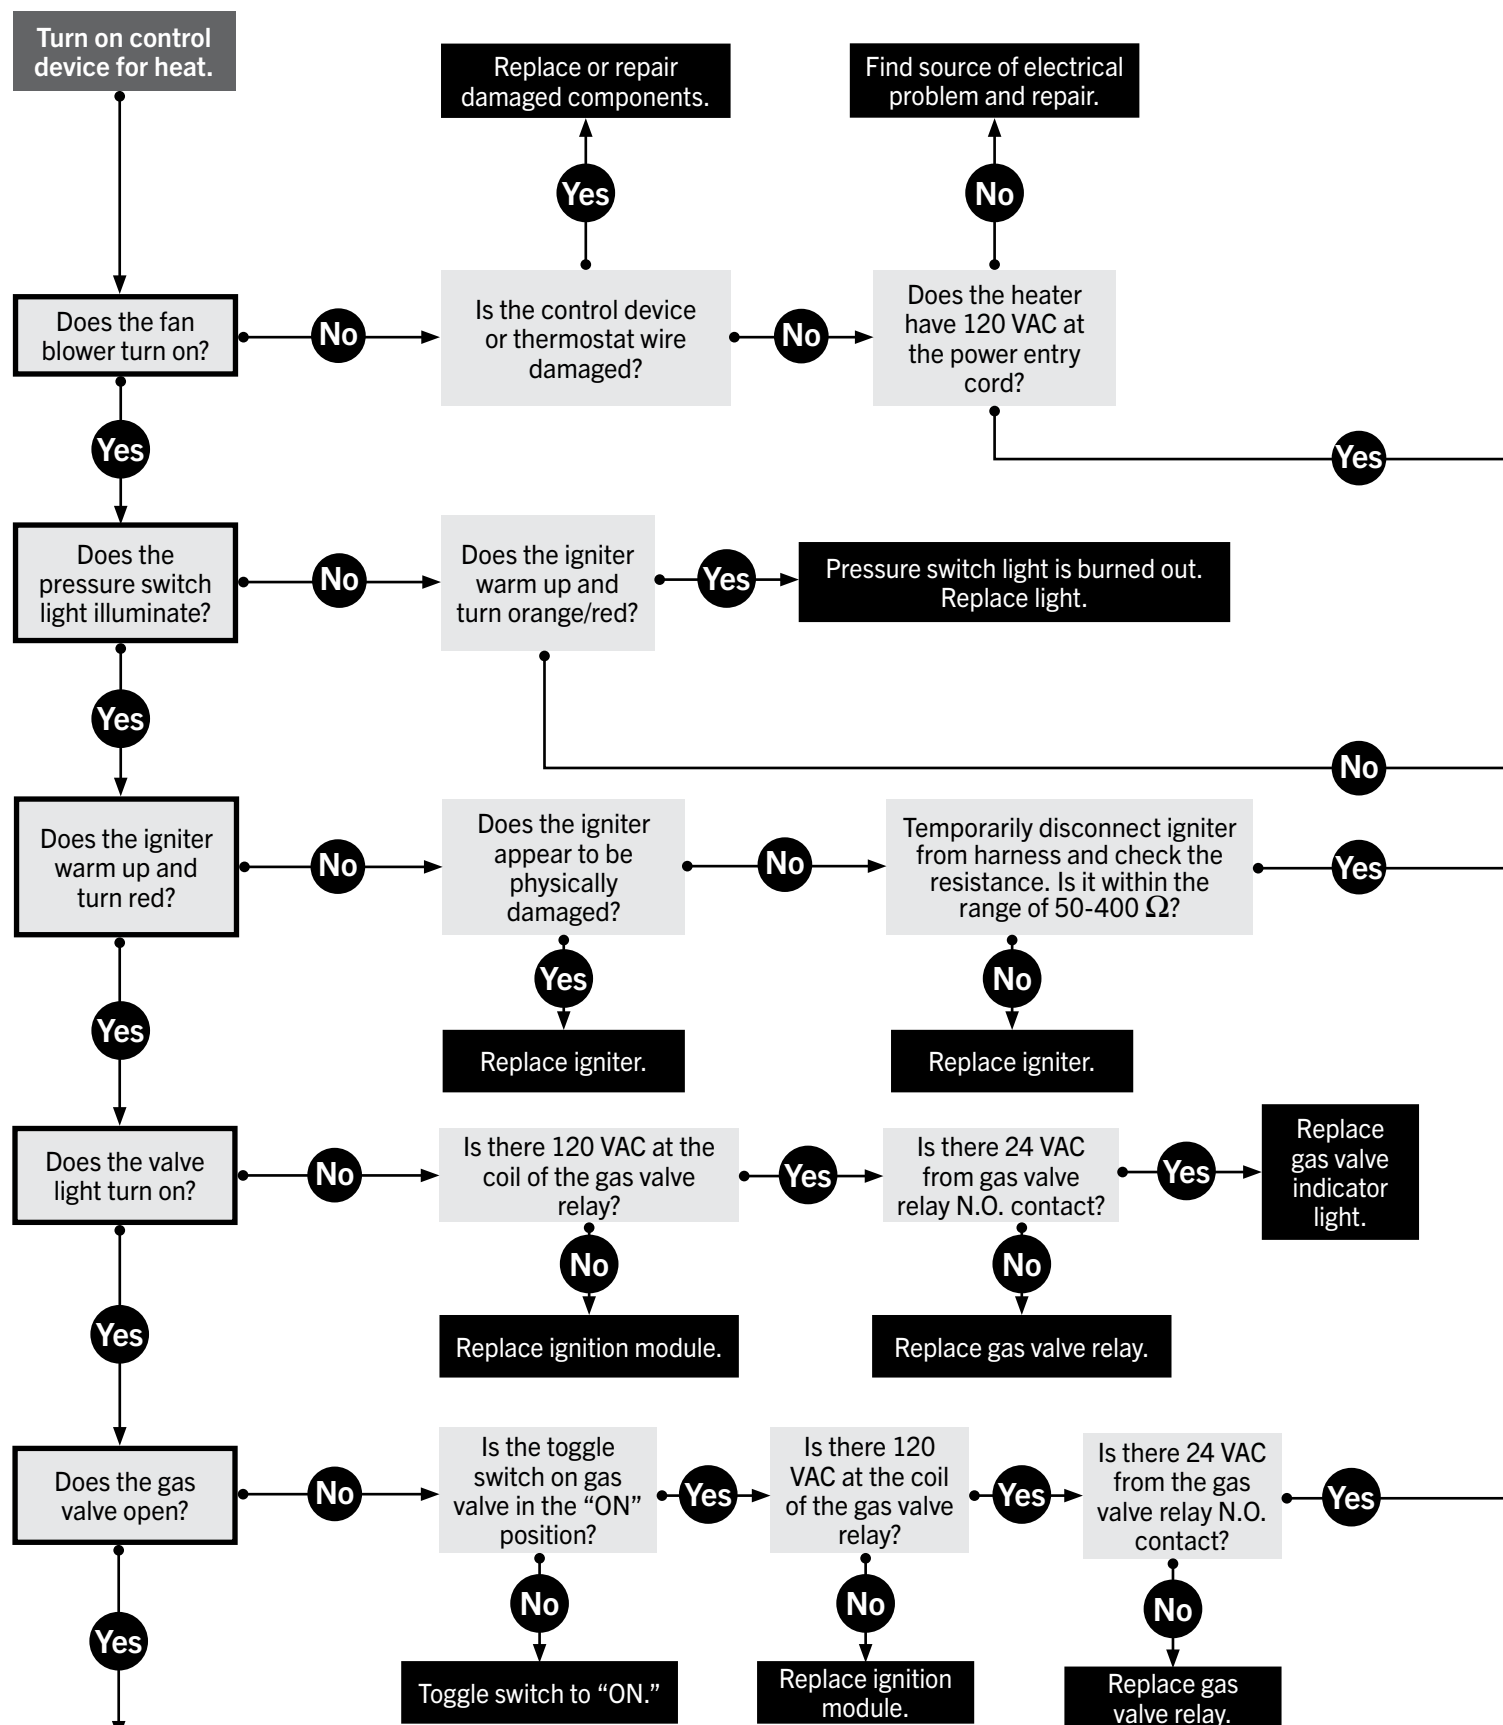 Turn on control
device for heat.
Replace or repair
damaged components.
Find source of electrical
problem and repair.
Yes
No
Does the fan
blower turn on?
No
Is the control device
or thermostat wire
damaged?
No
Does the heater
have 120 VAC at
the power entry
cord?
Yes
Yes
Does the
pressure switch
light illuminate?
No
Does the igniter
warm up and
turn orange/red?
Yes
Pressure switch light is burned out.
Replace light.
Yes
No
Does the igniter
warm up and
turn red?
No
Does the igniter
appear to be
physically
damaged?
No
Temporarily disconnect igniter
from harness and check the
resistance. Is it within the
range of 50-400 Ω?
Yes
Yes
Yes
No
Replace igniter.
Replace igniter.
Does the valve
light turn on?
No
Is there 120 VAC at the
coil of the gas valve
relay?
Yes
Is there 24 VAC
from gas valve
relay N.O. contact?
Yes
Replace
gas valve
indicator
light.
Yes
No
No
Replace ignition module.
Replace gas valve relay.
Does the gas
valve open?
No
Is the toggle
switch on gas
valve in the “ON”
position?
Yes
Is there 120
VAC at the coil
of the gas valve
relay?
Yes
Is there 24 VAC
from the gas
valve relay N.O.
contact?
Yes
Yes
No
No
No
Toggle switch to “ON.”
Replace ignition
module.
Replace gas
valve relay.